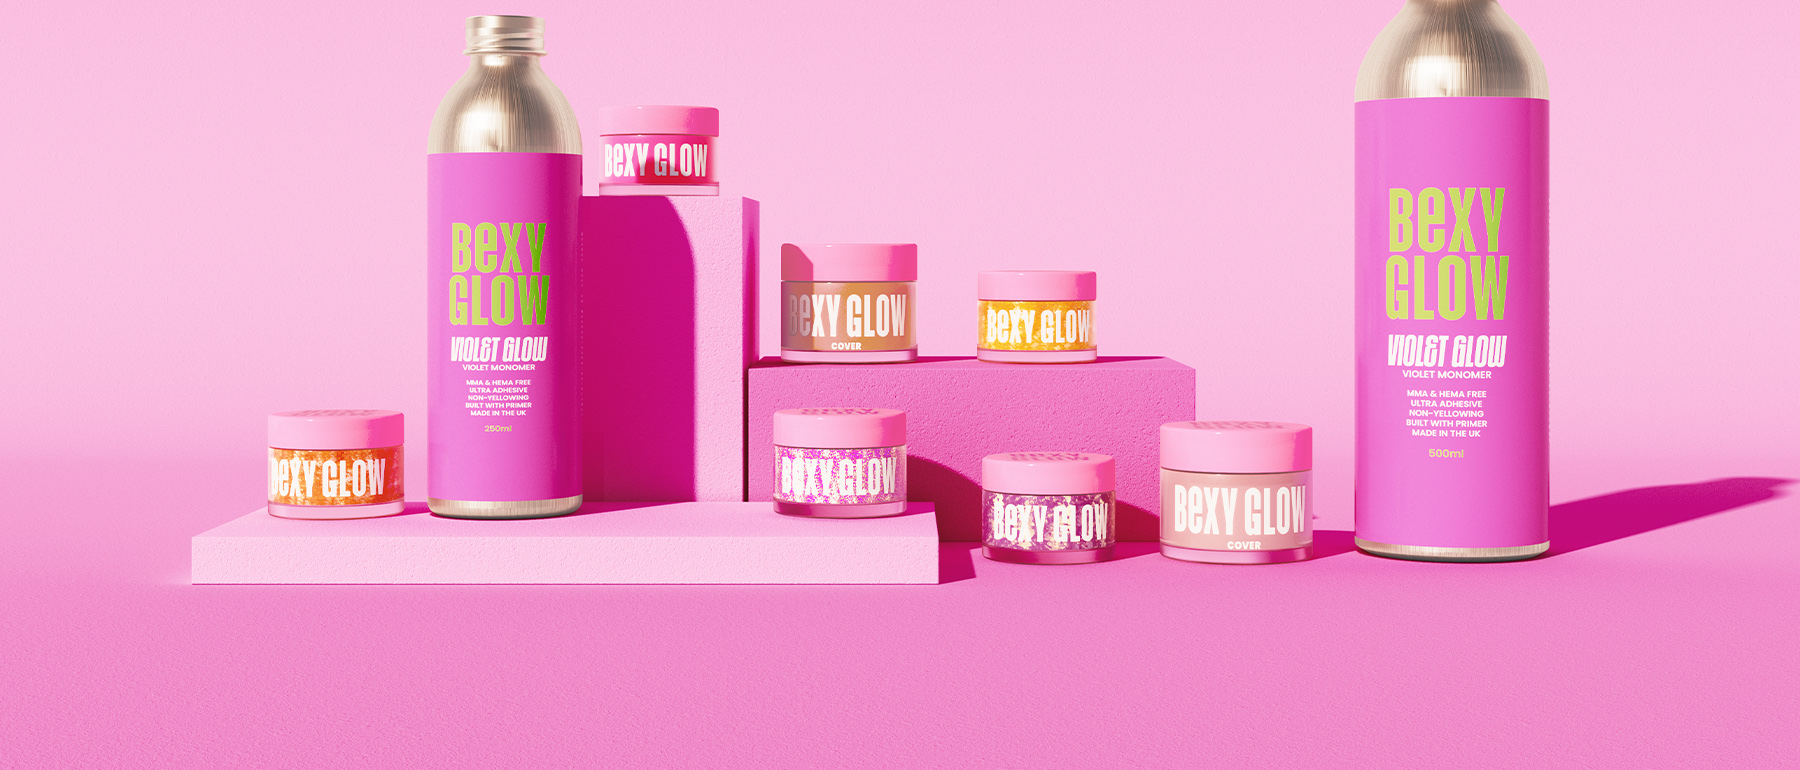 BeXY GLOW
BeXY
GLOW
VIOLET GLOW
VIOLET MONOMER
MMA & HEMA FREE
ULTRA ADHESIVE
NON-YELLOWING
BUILT WITH PRIMER
MADE IN THE UK
250ml
BeXY GLOW
BeXY GLOW
COVER
BeXY GLOW
BeXY GLOW
BeXY GLOW
BeXY GLOW
COVER
BeXY
GLOW
VIOLET GLOW
VIOLET MONOMER
MMA & HEMA FREE
ULTRA ADHESIVE
NON-YELLOWING
BUILT WITH PRIMER
MADE IN THE UK
500ml